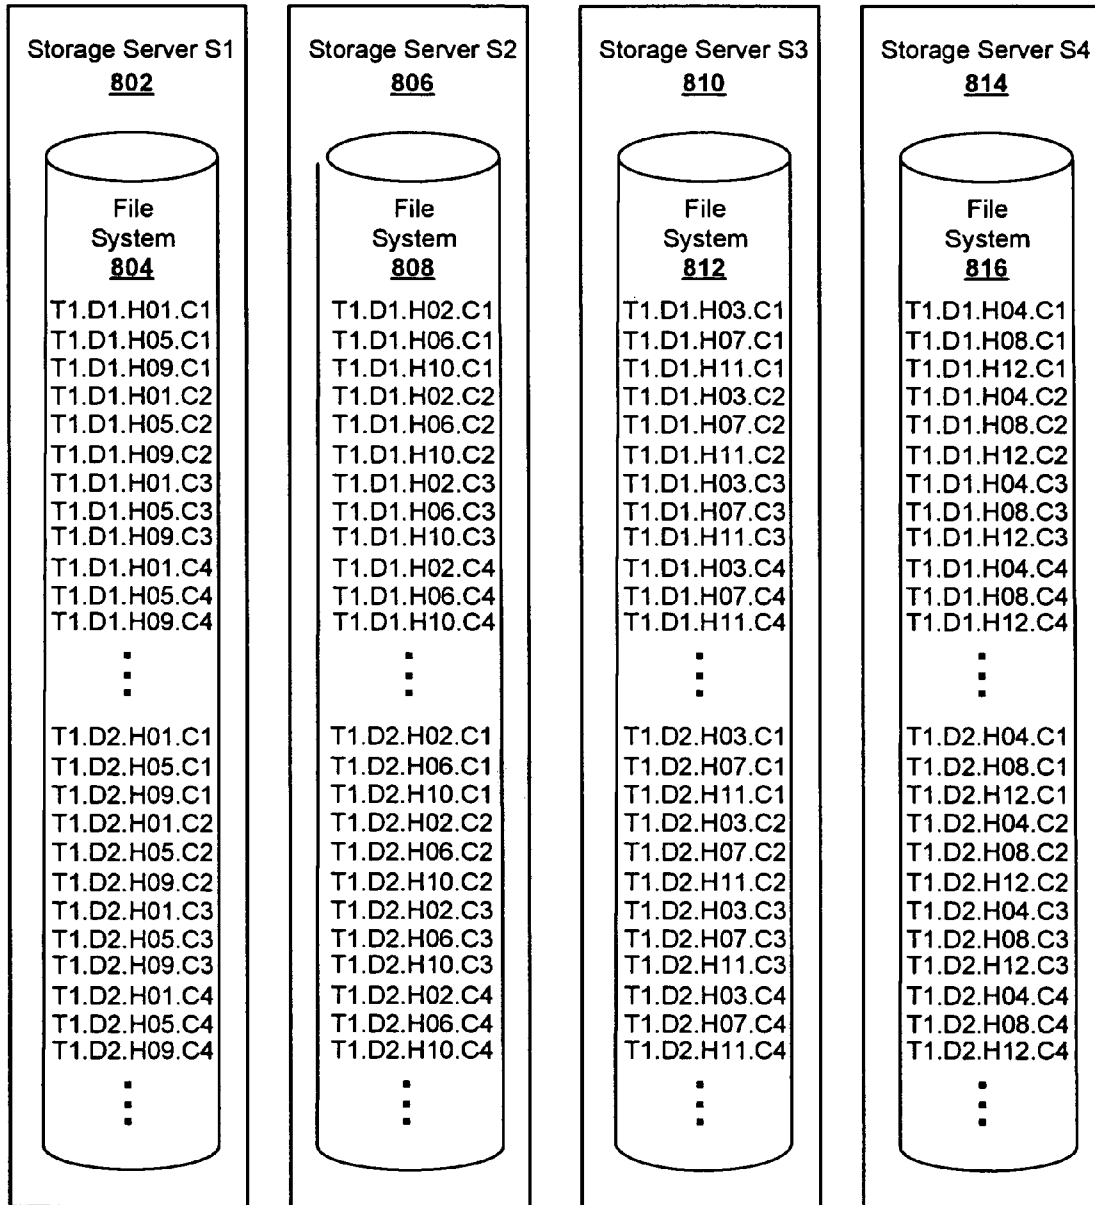 Storage Server S1
802
File
System
804
T1.D1.H01.C1
T1.D1.H05.C1
T1.D1.H09.C1
T1.D1.H01.C2
T1.D1.H05.C2
T1.D1.H09.C2
T1.D1.H01.C3
T1.D1.H05.C3
T1.D1.H09.C3
T1.D1.H01.C4
T1.D1.H05.C4
T1.D1.H09.C4
T1.D2.H01.C1
T1.D2.H05.C1
T1.D2.H09.C1
T1.D2.H01.C2
T1.D2.H05.C2
T1.D2.H09.C2
T1.D2.H01.C3
T1.D2.H05.C3
T1.D2.H09.C3
T1.D2.H01.C4
T1.D2.H05.C4
T1.D2.H09.C4
Storage Server S2
806
File
System
808
T1.D1.H02.C1
T1.D1.H06.C1
T1.D1.H10.C1
T1.D1.H02.C2
T1.D1.H06.C2
T1.D1.H10.C2
T1.D1.H02.C3
T1.D1.H06.C3
T1.D1.H10.C3
T1.D1.H02.C4
T1.D1.H06.C4
T1.D1.H10.C4
T1.D2.H02.C1
T1.D2.H06.C1
T1.D2.H10.C1
T1.D2.H02.C2
T1.D2.H06.C2
T1.D2.H10.C2
T1.D2.H02.C3
T1.D2.H06.C3
T1.D2.H10.C3
T1.D2.H02.C4
T1.D2.H06.C4
T1.D2.H10.C4
Storage Server S3
810
File
System
812
T1.D1.H03.C1
T1.D1.H07.C1
T1.D1.H11.C1
T1.D1.H03.C2
T1.D1.H07.C2
T1.D1.H11.C2
T1.D1.H03.C3
T1.D1.H07.C3
T1.D1.H11.C3
T1.D1.H03.C4
T1.D1.H07.C4
T1.D1.H11.C4
T1.D2.H03.C1
T1.D2.H07.C1
T1.D2.H11.C1
T1.D2.H03.C2
T1.D2.H07.C2
T1.D2.H11.C2
T1.D2.H03.C3
T1.D2.H07.C3
T1.D2.H11.C3
T1.D2.H03.C4
T1.D2.H07.C4
T1.D2.H11.C4
Storage Server S4
814
File
System
816
T1.D1.H04.C1
T1.D1.H08.C1
T1.D1.H12.C1
T1.D1.H04.C2
T1.D1.H08.C2
T1.D1.H12.C2
T1.D1.H04.C3
T1.D1.H08.C3
T1.D1.H12.C3
T1.D1.H04.C4
T1.D1.H08.C4
T1.D1.H12.C4
T1.D2.H04.C1
T1.D2.H08.C1
T1.D2.H12.C1
T1.D2.H04.C2
T1.D2.H08.C2
T1.D2.H12.C2
T1.D2.H04.C3
T1.D2.H08.C3
T1.D2.H12.C3
T1.D2.H04.C4
T1.D2.H08.C4
T1.D2.H12.C4